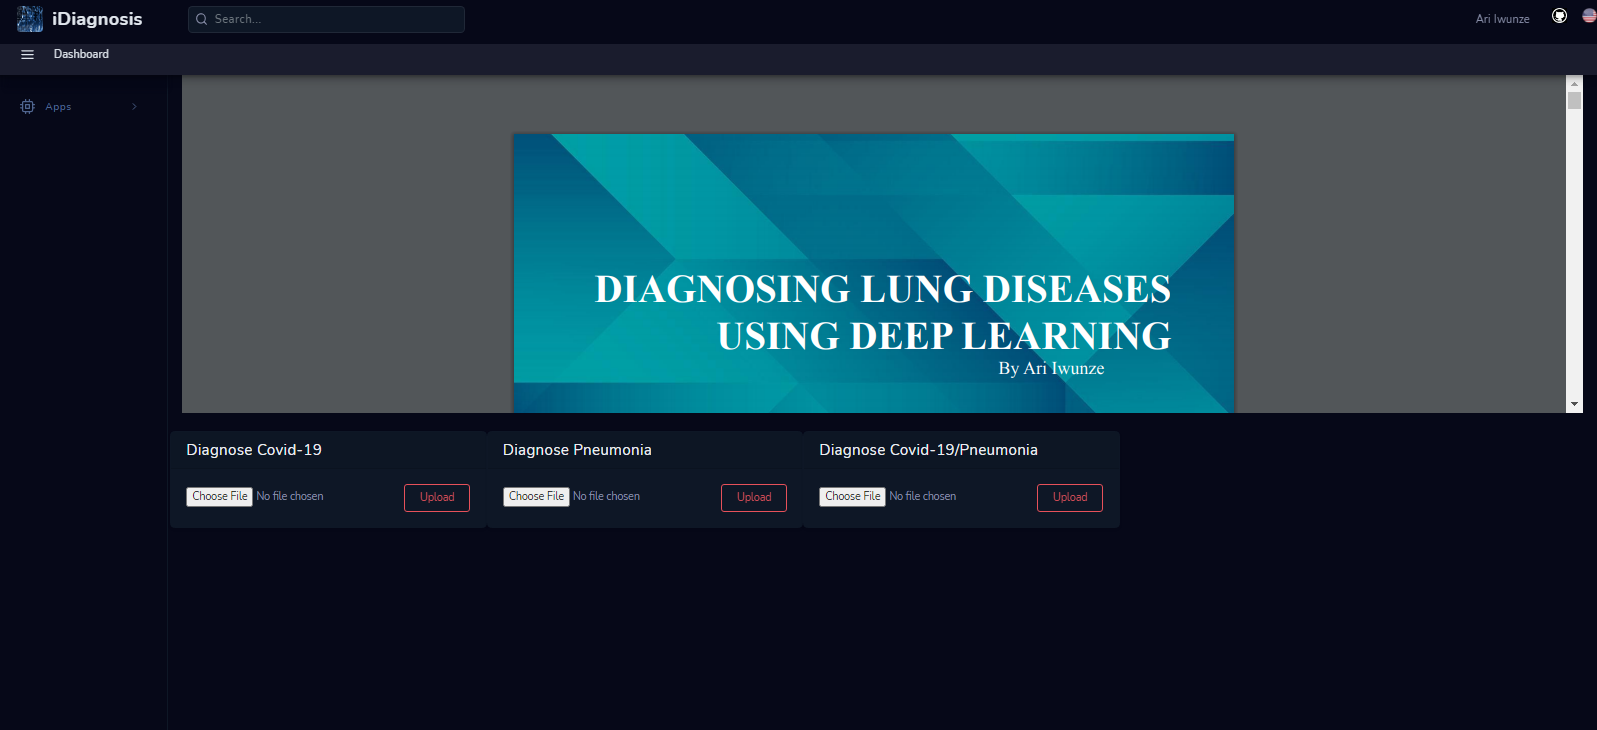 iDiagnosis
Search...
Ari Iwunze
Dashboard
Apps
DIAGNOSING LUNG DISEASES
USING DEEP LEARNING
By Ari Iwunze
Diagnose Covid-19
Diagnose Pneumonia
Diagnose Covid-19/Pneumonia
Choose File No file chosen Upload
Choose File No file chosen Upload
Choose File No file chosen Upload